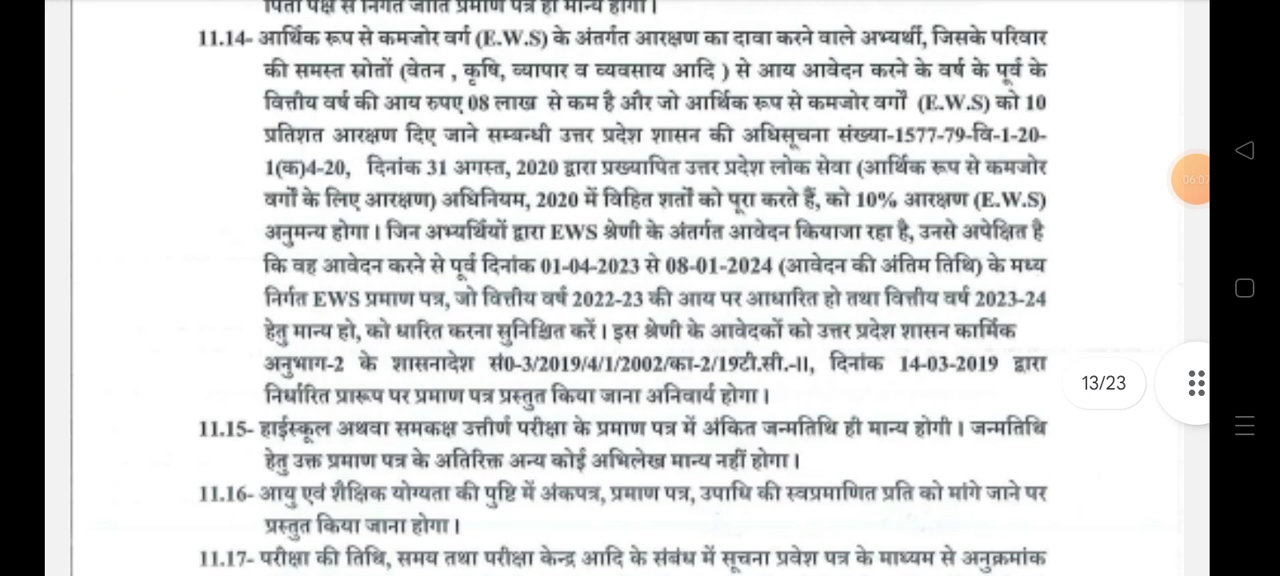 पिता पक्ष से निर्गत जाति प्रमाण पत्र ही मान्य होगा।
11.14- आर्थिक रूप से कमजोर वर्ग (E.W.S) के अंतर्गत आरक्षण का दावा करने वाले अभ्यर्थी, जिसके परिवार
की समस्त स्रोतों (वेतन , कृषि, व्यापार व व्यवसाय आदि ) से आय आवेदन करने के वर्ष के पूर्व के
वित्तीय वर्ष की आय रुपए 08 लाख से कम है और जो आर्थिक रूप से कमजोर वर्गों (E.W.S) को 10
प्रतिशत आरक्षण दिए जाने सम्बन्धी उत्तर प्रदेश शासन की अधिसूचना संख्या-1577-79-वि-1-20-
1(क)4-20, दिनांक 31 अगस्त, 2020 द्वारा प्रख्यापित उत्तर प्रदेश लोक सेवा (आर्थिक रूप से कमजोर
वर्गों के लिए आरक्षण) अधिनियम, 2020 में विहित शर्तों को पूरा करते हैं, को 10% आरक्षण (E.W.S)
अनुमन्य होगा। जिन अभ्यर्थियों द्वारा EWS श्रेणी के अंतर्गत आवेदन कियाजा रहा है, उनसे अपेक्षित है
कि वह आवेदन करने से पूर्व दिनांक 01-04-2023 से 08-01-2024 (आवेदन की अंतिम तिथि) के मध्य
निर्गत EWS प्रमाण पत्र, जो वित्तीय वर्ष 2022-23 की आय पर आधारित हो तथा वित्तीय वर्ष 2023-24
हेतु मान्य हो, को धारित करना सुनिश्चित करें। इस श्रेणी के आवेदकों को उत्तर प्रदेश शासन कार्मिक
अनुभाग-2 के शासनादेश सं0-3/2019/4/1/2002/का-2/19टी.सी.-II, दिनांक 14-03-2019 द्वारा
निर्धारित प्रारूप पर प्रमाण पत्र प्रस्तुत किया जाना अनिवार्य होगा।
11.15- हाईस्कूल अथवा समकक्ष उत्तीर्ण परीक्षा के प्रमाण पत्र में अंकित जन्मतिथि ही मान्य होगी। जन्मतिथि
हेतु उक्त प्रमाण पत्र के अतिरिक्त अन्य कोई अभिलेख मान्य नहीं होगा।
11.16- आयु एवं शैक्षिक योग्यता की पुष्टि में अंकपत्र, प्रमाण पत्र, उपाधि की स्वप्रमाणित प्रति को मांगे जाने पर
प्रस्तुत किया जाना होगा।
11.17- परीक्षा की तिथि, समय तथा परीक्षा केन्द्र आदि के संबंध में सूचना प्रवेश पत्र के माध्यम से अनुक्रमांक
13/23